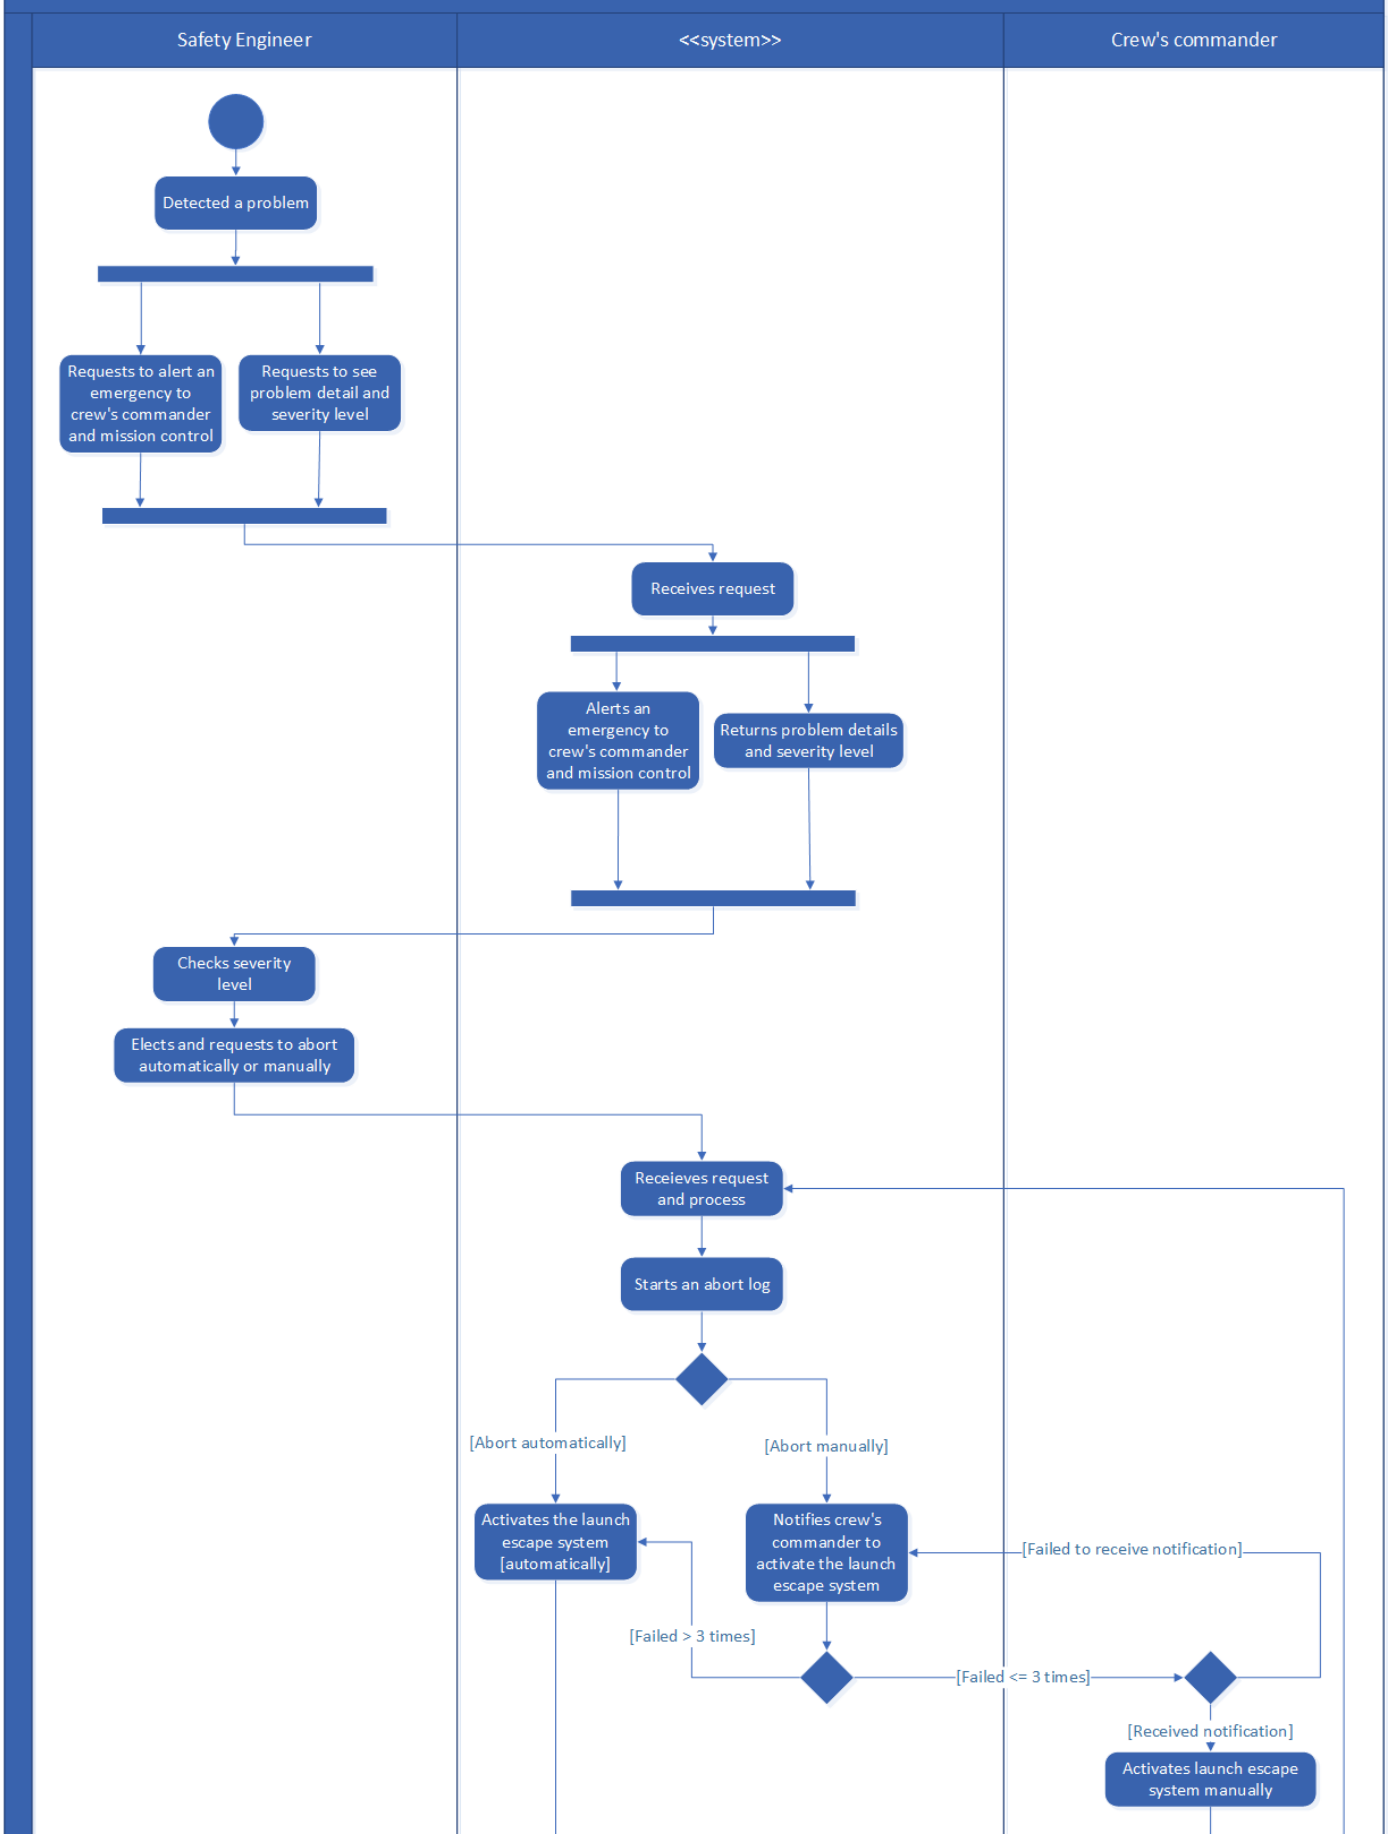 Safety Engineer
<<system>>
Crew's commander
Detected a problem
Requests to alert an
emergency to
crew's commander
and mission control
Requests to see
problem detail and
severity level
Receives request
Alerts an
emergency to
crew's commander
and mission control
Returns problem details
and severity level
Checks severity
level
Elects and requests to abort
automatically or manually
Receieves request
and process
Starts an abort log
[Abort automatically]
[Abort manually]
Activates the launch
escape system
[automatically]
Notifies crew's
commander to
activate the launch
escape system
[Failed to receive notification]
[Failed > 3 times]
[Failed <= 3 times]
[Received notification]
Activates launch escape
system manually